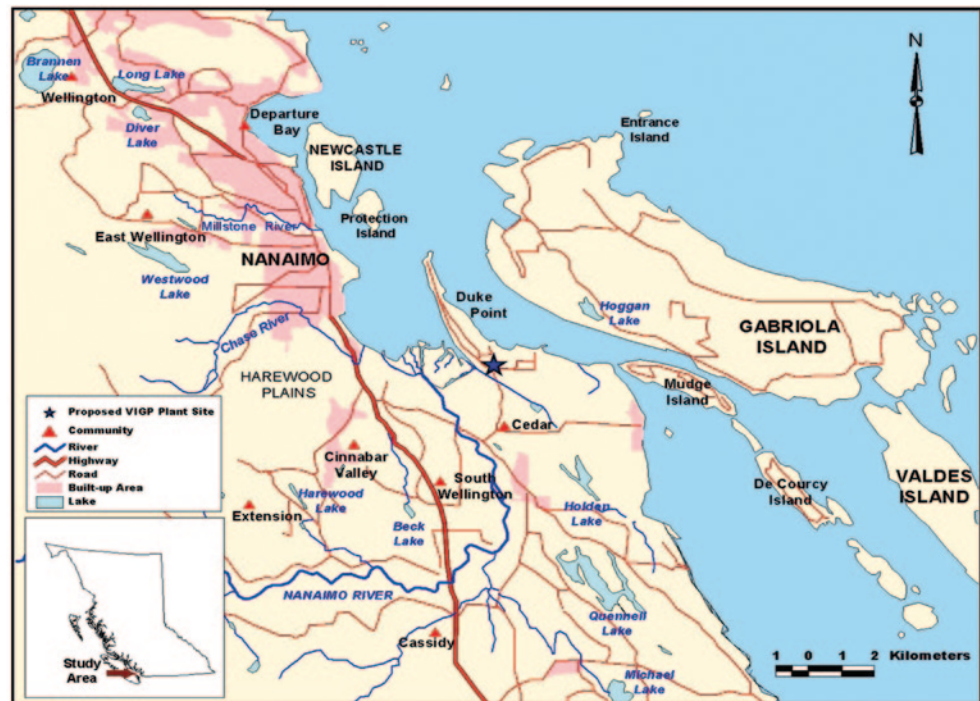 N
Brannen
Lake
Long Lake
Wellington
Diver
Lake
Departure
Bay
NEWCASTLE
ISLAND
Entrance
Island
Protection
Island
Millstone River
East Wellington
NANAIMO
Westwood
Lake
Duke
Point
Hoggan
Lake
GABRIOLA
ISLAND
Chase River
HAREWOOD
PLAINS
Mudge
Island
Cedar
Proposed VIGP Plant Site
Community
River
Highway
Road
Built-up Area
Lake
Cinnabar
Valley
South
Wellington
De Courcy
Island
VALDES
ISLAND
Harewood
Lake
Extension
Beck
Lake
Holden
Lake
NANAIMO RIVER
Quennell
Lake
Cassidy
Michael
Lake
Study
Area
1 0 1 2 Kilometers